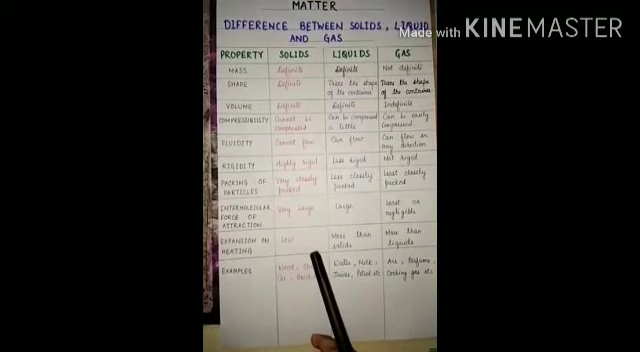 MATTER
Made with KINEMASTER
DIFFERENCE BETWEEN SOLIDS, LIQUID
AND GAS
PROPERTY SOLIDS LIQUIDS GAS
MASS Definite Definite Not definite
SHAPE Definite Takes the shape of the container Takes the shape of the container
VOLUME Definite Definite Indefinite
COMPRESSIBILITY Cannot be compressed Can be compressed a little Can be easily compressed
FLUIDITY Cannot flow Can flow Can flow in any direction
RIGIDITY Highly rigid Less rigid Not rigid
PACKING OF PARTICLES Very closely packed Less closely packed Least closely packed
INTERMOLECULAR FORCE OF ATTRACTION Very Large Large Least or negligible
EXPANSION ON HEATING Low More than solids More than liquids
EXAMPLES Wood, Car, Water, Milk, Juice, Petrol etc Air, Perfume, Cooking gas etc